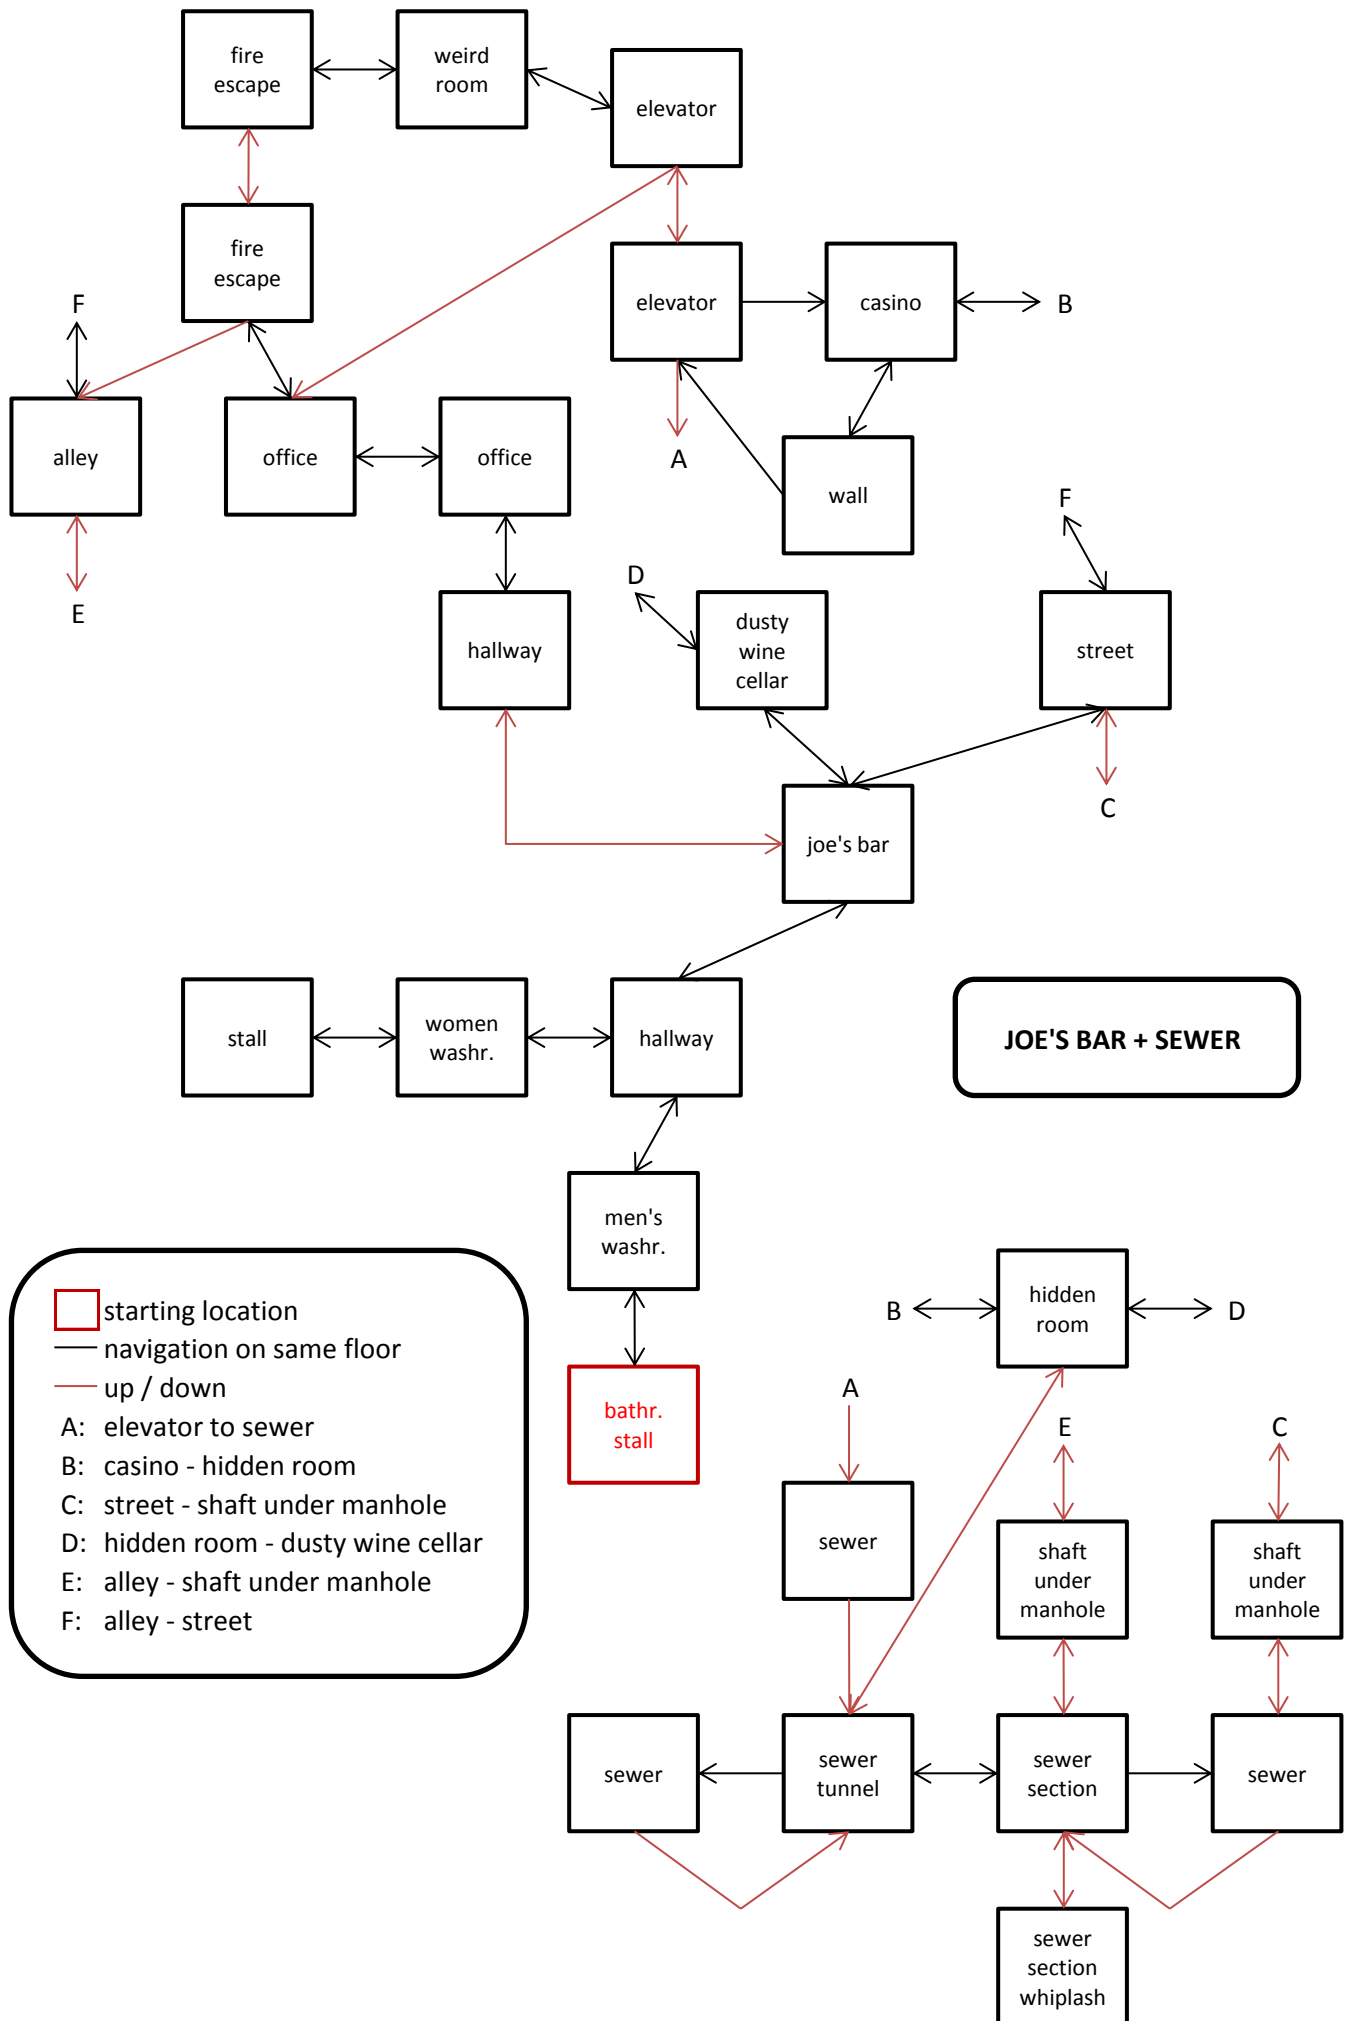 fire
escape
weird
room
elevator
fire
escape
F
elevator
casino
B
alley
office
office
A
wall
F
E
D
hallway
dusty
wine
cellar
street
C
joe's bar
stall
women
washr.
hallway
JOE'S BAR + SEWER
men's
washr.
B
hidden
room
D
bathr.
stall
A
E
C
sewer
shaft
under
manhole
shaft
under
manhole
sewer
sewer
tunnel
sewer
section
sewer
sewer
section
whiplash
starting location
navigation on same floor
up / down
A: elevator to sewer
B: casino - hidden room
C: street - shaft under manhole
D: hidden room - dusty wine cellar
E: alley - shaft under manhole
F: alley - street